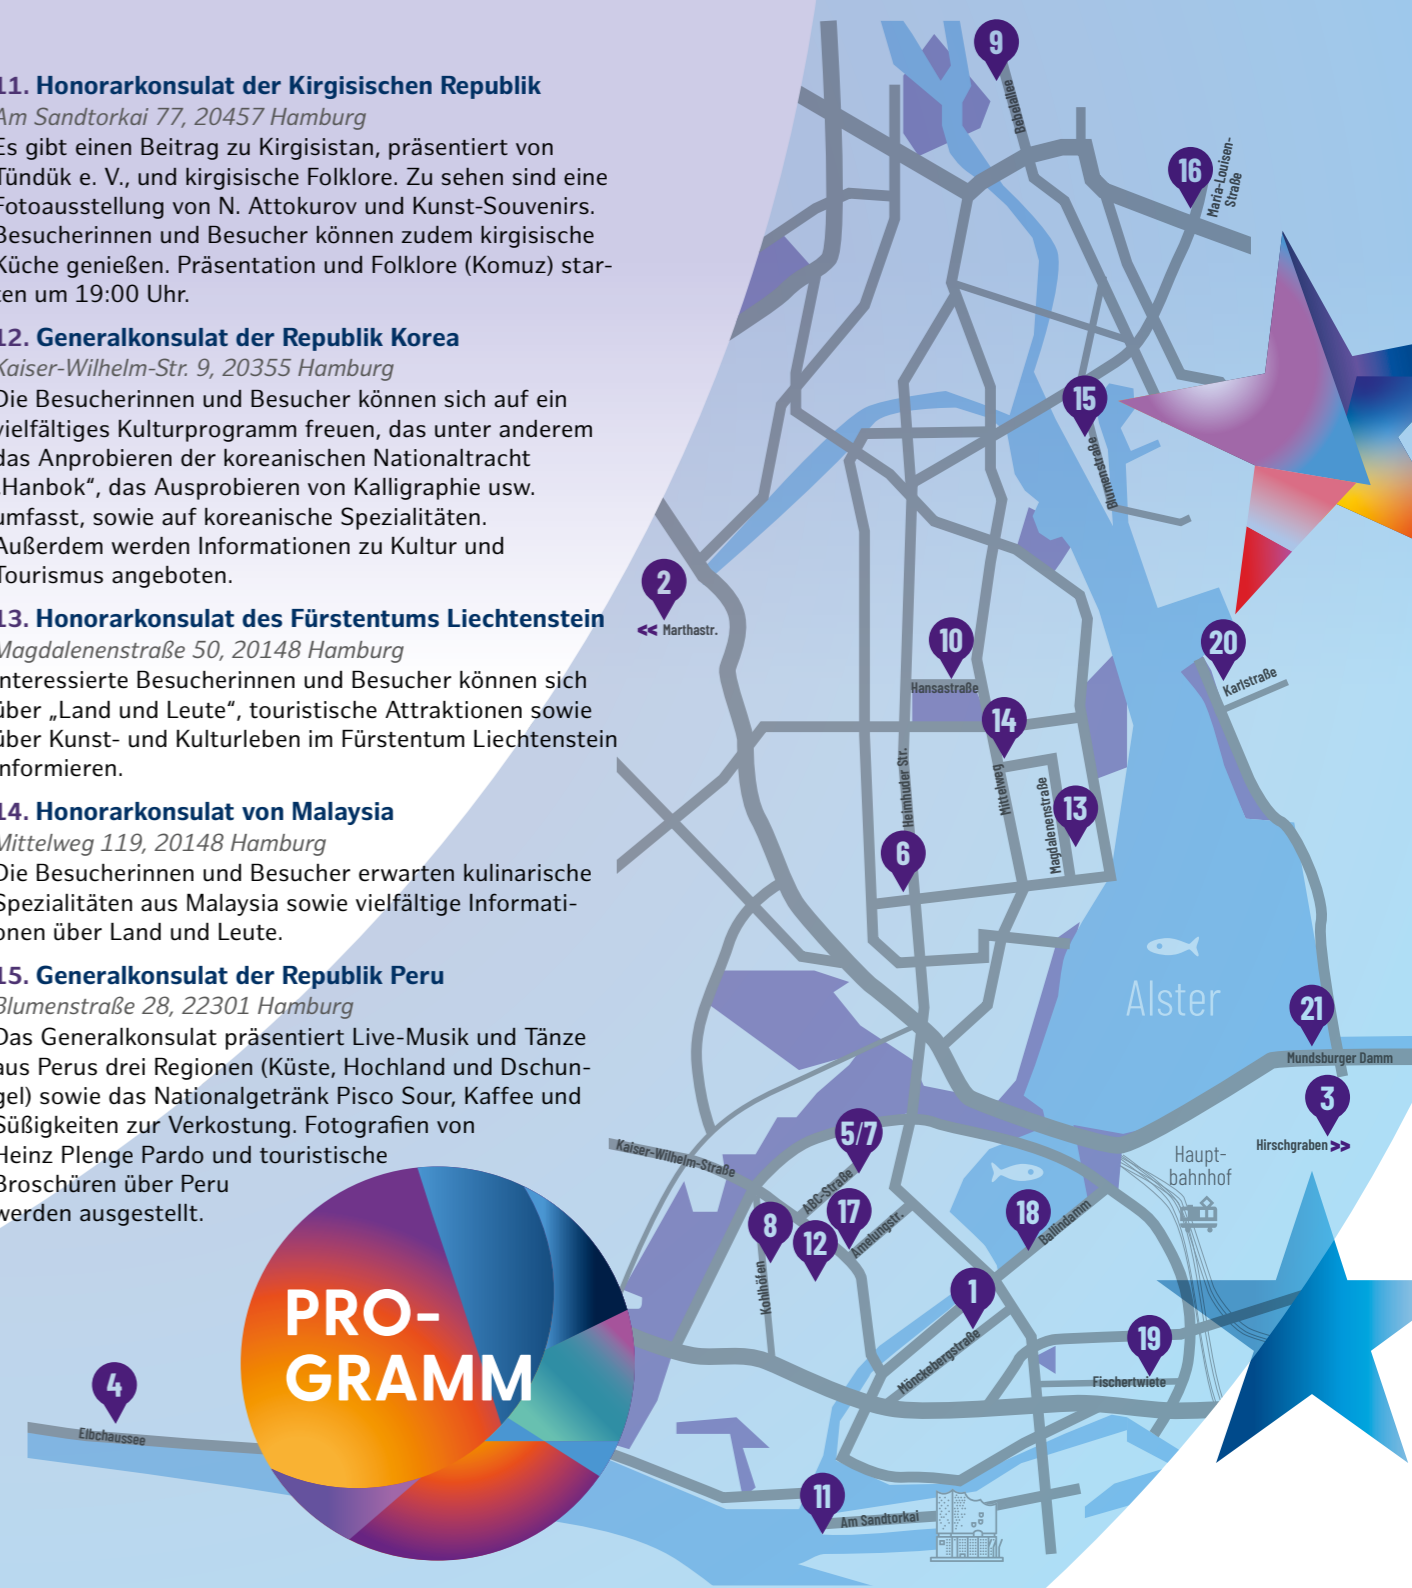 11. Honorarkonsulat der Kirgisischen Republik
Am Sandtorkai 77, 20457 Hamburg
Es gibt einen Beitrag zu Kirgisistan, präsentiert von
Tündük e. V., und kirgisische Folklore. Zu sehen sind eine
Fotoausstellung von N. Attokurov und Kunst-Souvenirs.
Besucherinnen und Besucher können zudem kirgisische
Küche genießen. Präsentation und Folklore (Komuz) star-
ten um 19:00 Uhr.
12. Generalkonsulat der Republik Korea
Kaiser-Wilhelm-Str. 9, 20355 Hamburg
Die Besucherinnen und Besucher können sich auf ein
vielfältiges Kulturprogramm freuen, das unter anderem
das Anprobieren der koreanischen Nationaltracht
„Hanbok“, das Ausprobieren von Kalligraphie usw.
umfasst, sowie auf koreanische Spezialitäten.
Außerdem werden Informationen zu Kultur und
Tourismus angeboten.
13. Honorarkonsulat des Fürstentums Liechtenstein
Magdalenenstraße 50, 20148 Hamburg
Interessierte Besucherinnen und Besucher können sich
über „Land und Leute“, touristische Attraktionen sowie
über Kunst- und Kulturleben im Fürstentum Liechtenstein
informieren.
14. Honorarkonsulat von Malaysia
Mittelweg 119, 20148 Hamburg
Die Besucherinnen und Besucher erwarten kulinarische
Spezialitäten aus Malaysia sowie vielfältige Informati-
onen über Land und Leute.
15. Generalkonsulat der Republik Peru
Blumenstraße 28, 22301 Hamburg
Das Generalkonsulat präsentiert Live-Musik und Tänze
aus Perus drei Regionen (Küste, Hochland und Dschun-
gel) sowie das Nationalgetränk Pisco Sour, Kaffee und
Süßigkeiten zur Verkostung. Fotografien von
Heinz Plenge Pardo und touristische
Broschüren über Peru
werden ausgestellt.
PRO-
GRAMM
9
Bebelallee
16
Maria-Louisen-
Straße
15
Blumenstraße
2
<< Marthastr.
10
Hansastraße
20
Karlstraße
14
Mittelweg
Heimhuder Str.
Magdalenenstraße
13
6
Alster
21
Mundsburger Damm
3
Hirschgraben >>
Haupt-
bahnhof
5/7
Kaiser-Wilhelm-Straße
ABC-Straße
17
Amelungstr.
8
12
Kohlhöfen
18
Ballindamm
1
Mönckebergstraße
19
Fischertwiete
4
Elbchaussee
11
Am Sandtorkai